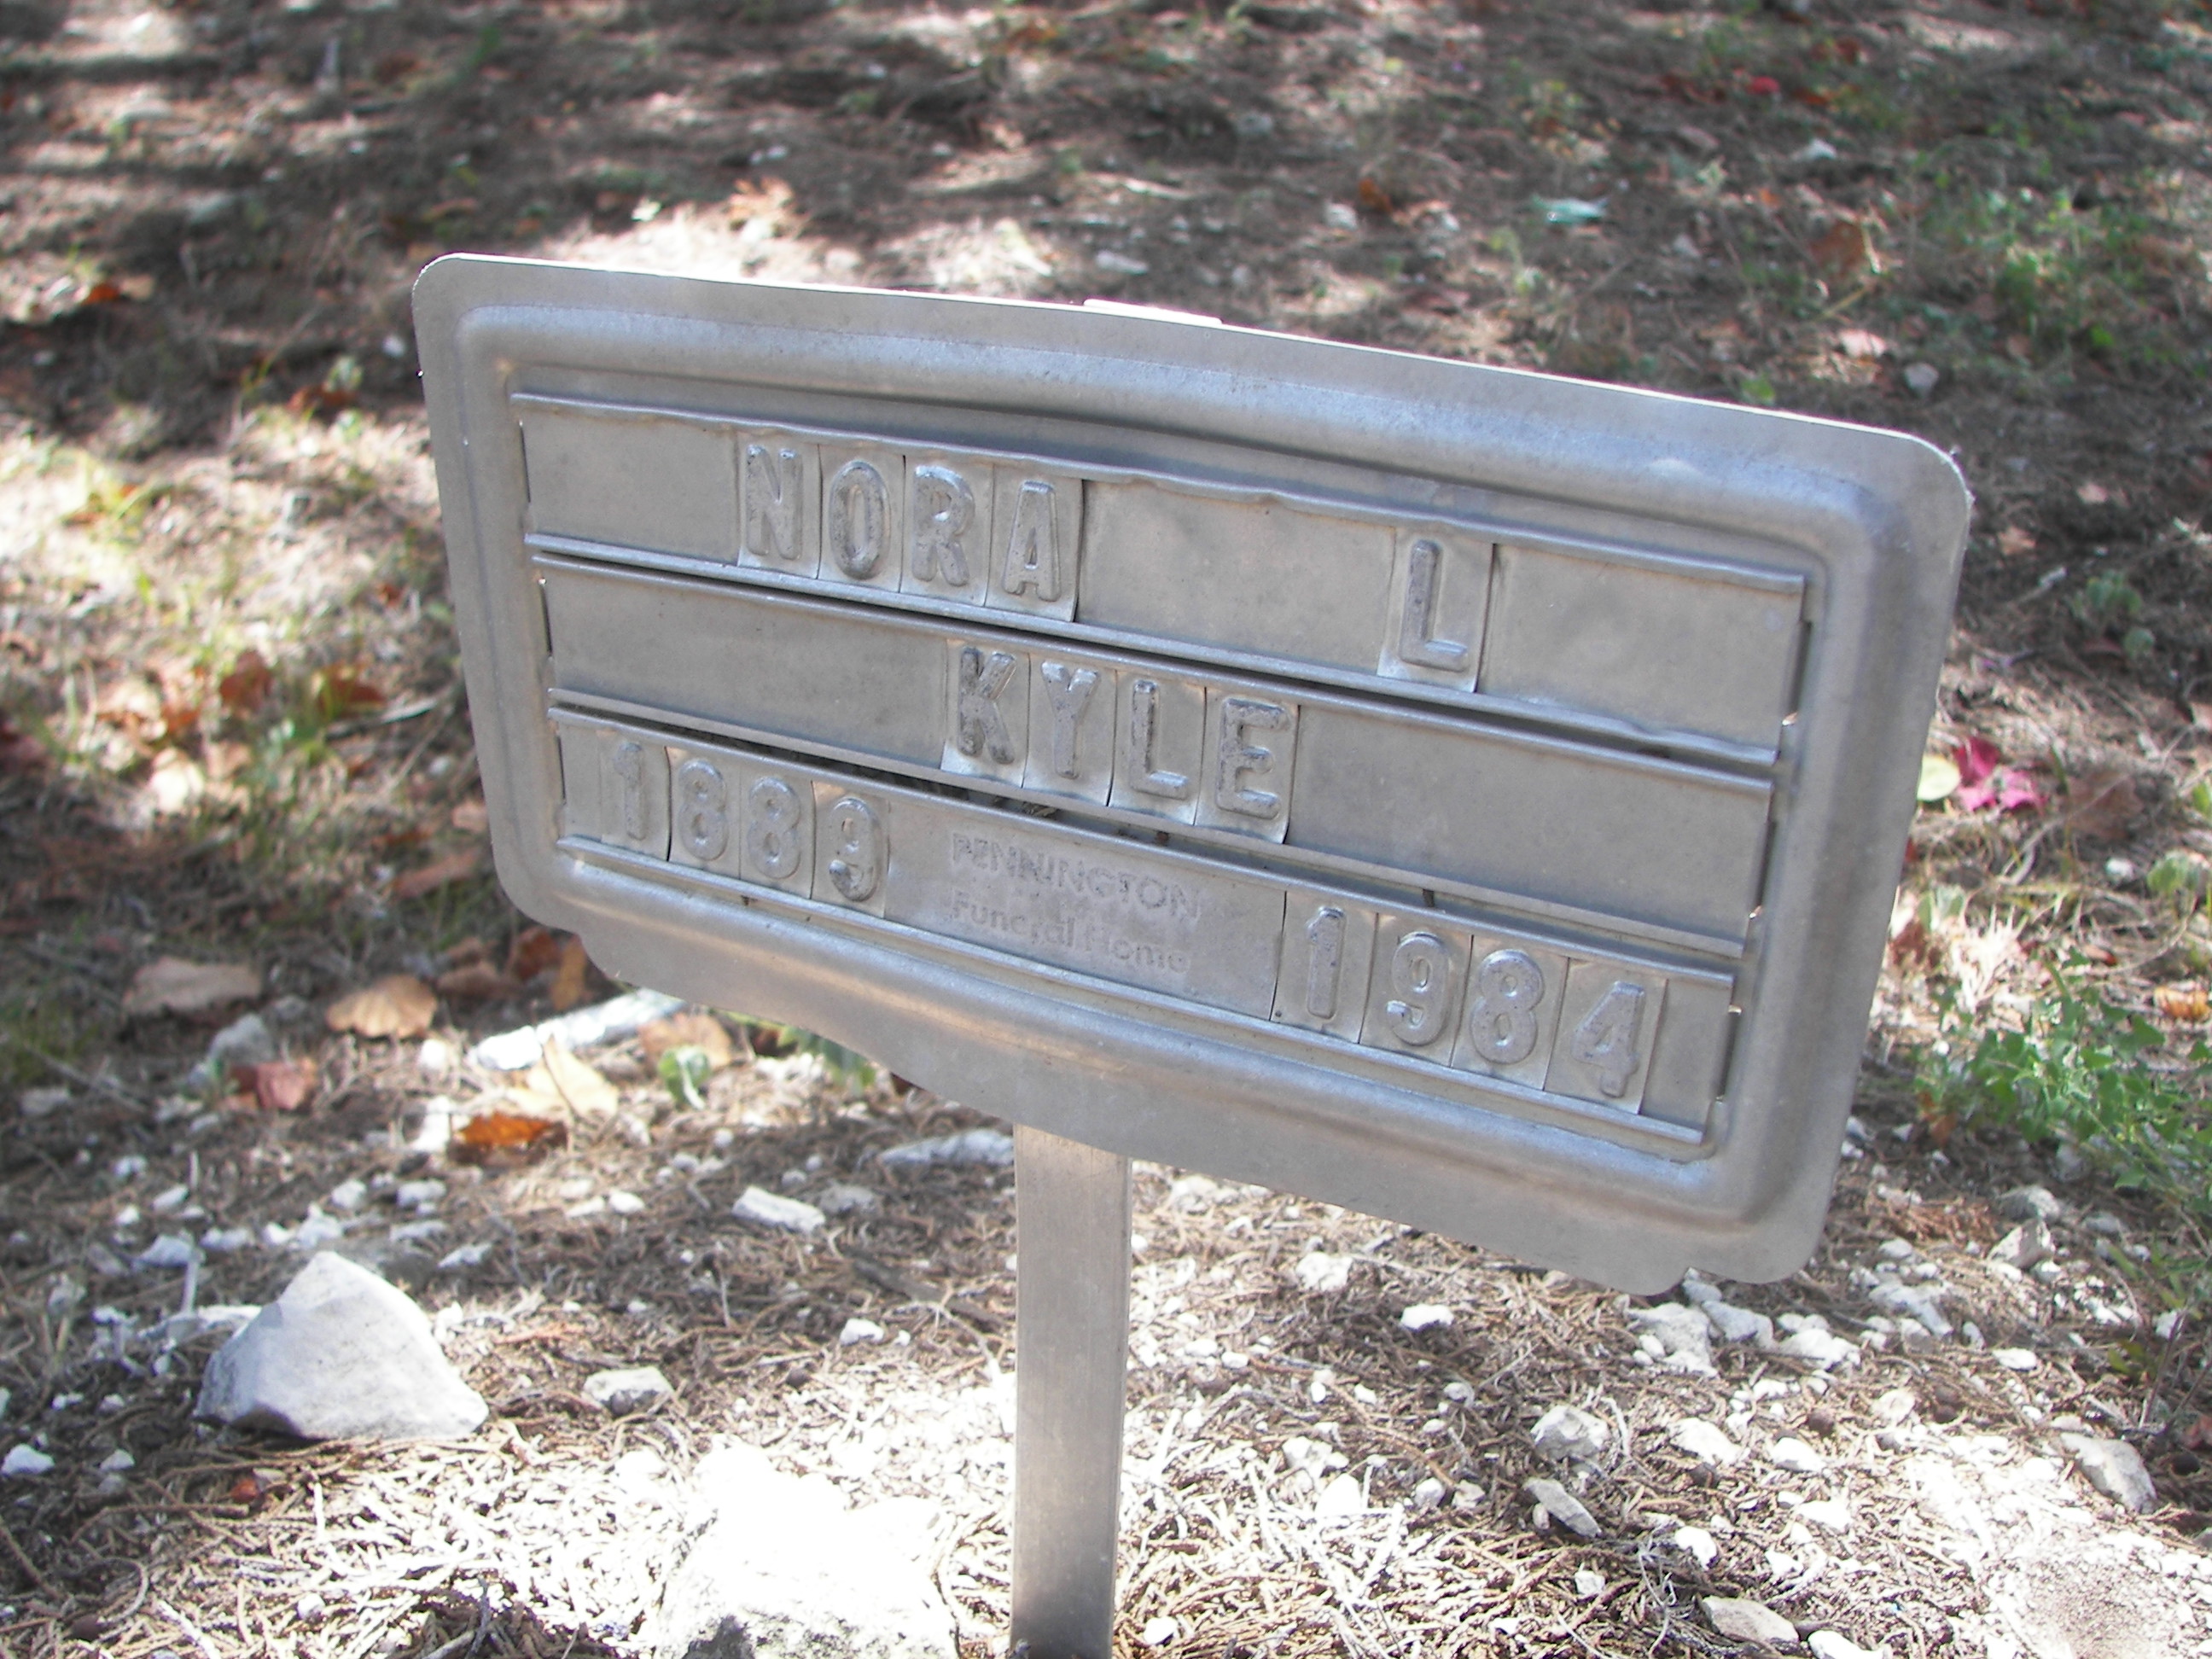 NORA L
KYLE
1889 PENNINGTON 1984
Funeral Home